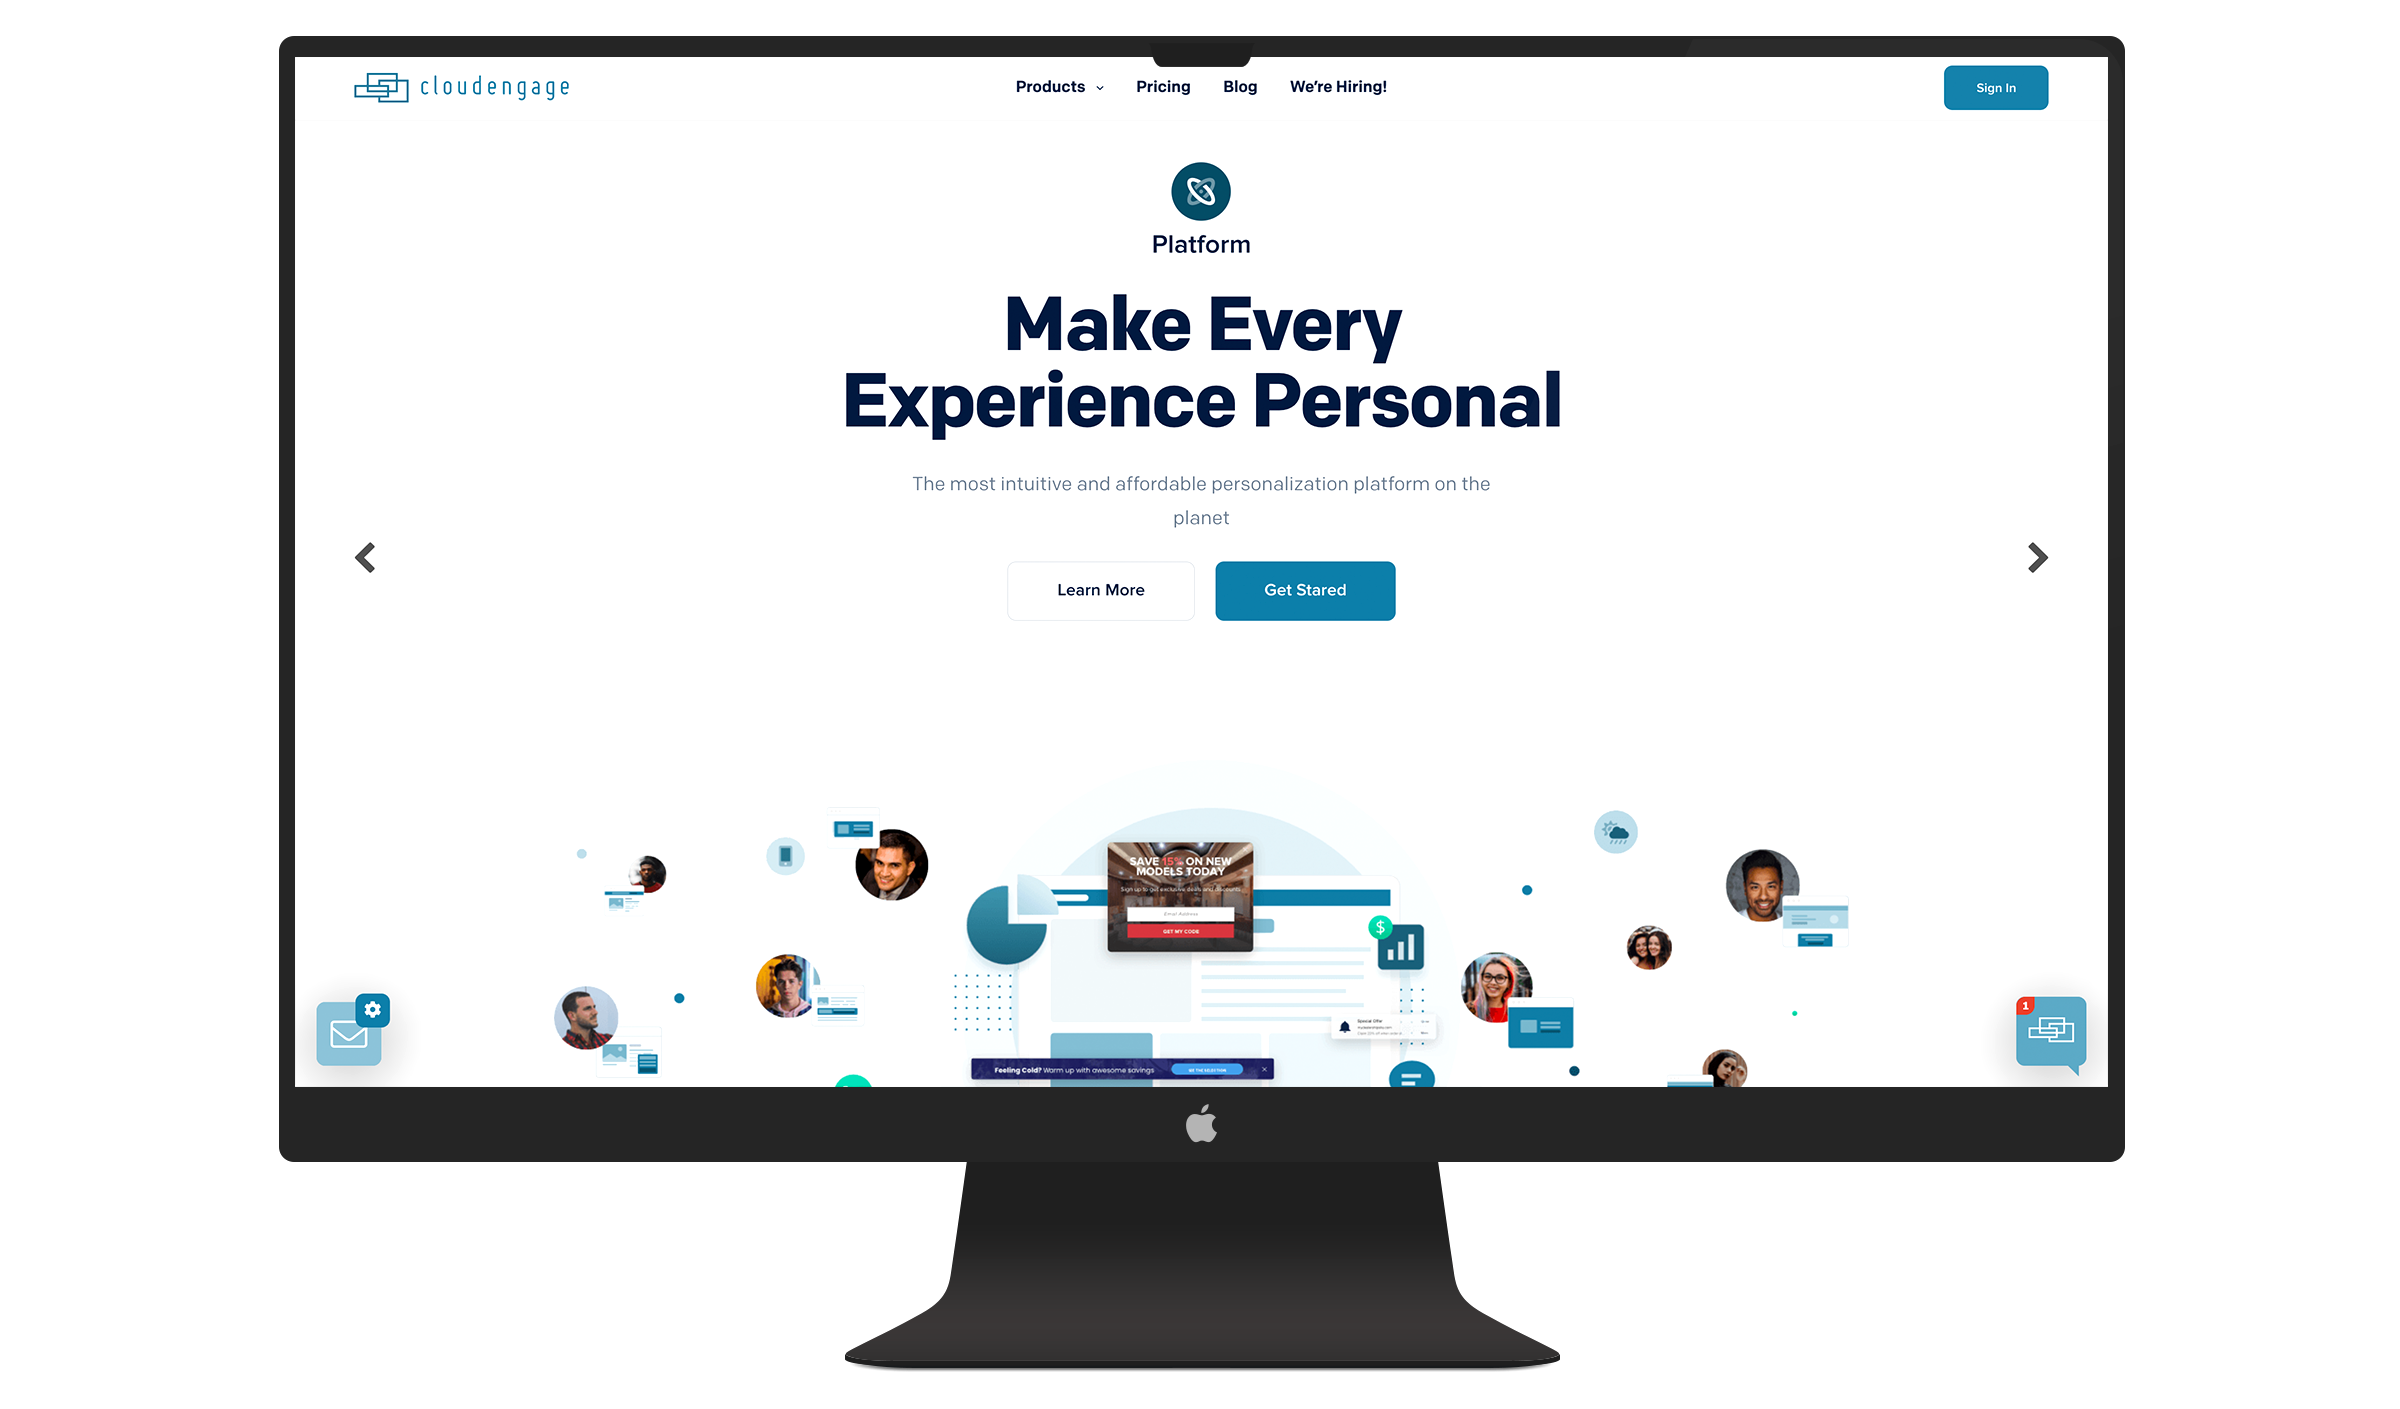 cloudengage
Products
Pricing
Blog
We're Hiring!
Sign In
Platform
Make Every
Experience Personal
The most intuitive and affordable personalization platform on the
planet
Learn More
Get Stared
SAVE 15% ON NEW
MODELS TODAY
Sign up to get exclusive deals and discounts
Email Address
GET MY CODE
$
Special Offer
1
Feeling Cold? Warm up with awesome savings
SEE THE SELECTION